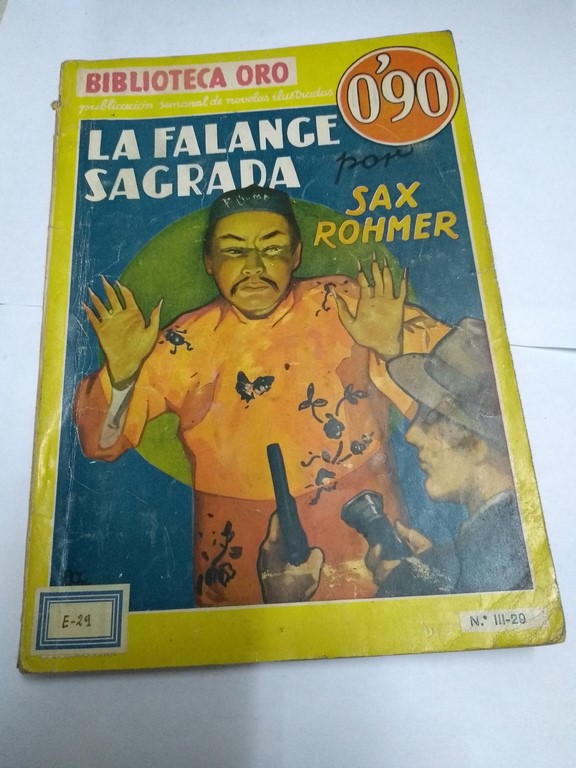 BIBLIOTECA ORO
publicación semanal de novelas ilustradas
0'90
LA FALANGE
SAGRADA
por
SAX
ROHMER
E-29
N.° III-29